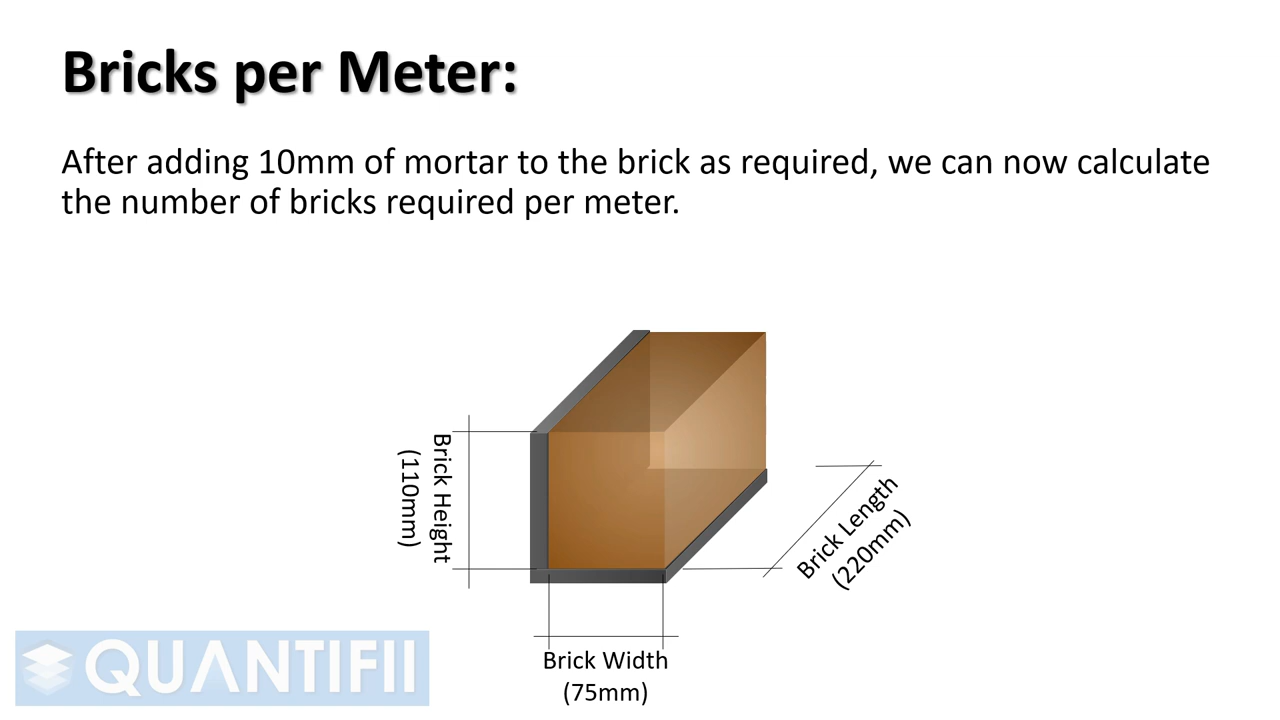 Bricks per Meter:
After adding 10mm of mortar to the brick as required, we can now calculate
the number of bricks required per meter.
Brick Height
(110mm)
Brick Length
(220mm)
Brick Width
(75mm)
QUANTIFII